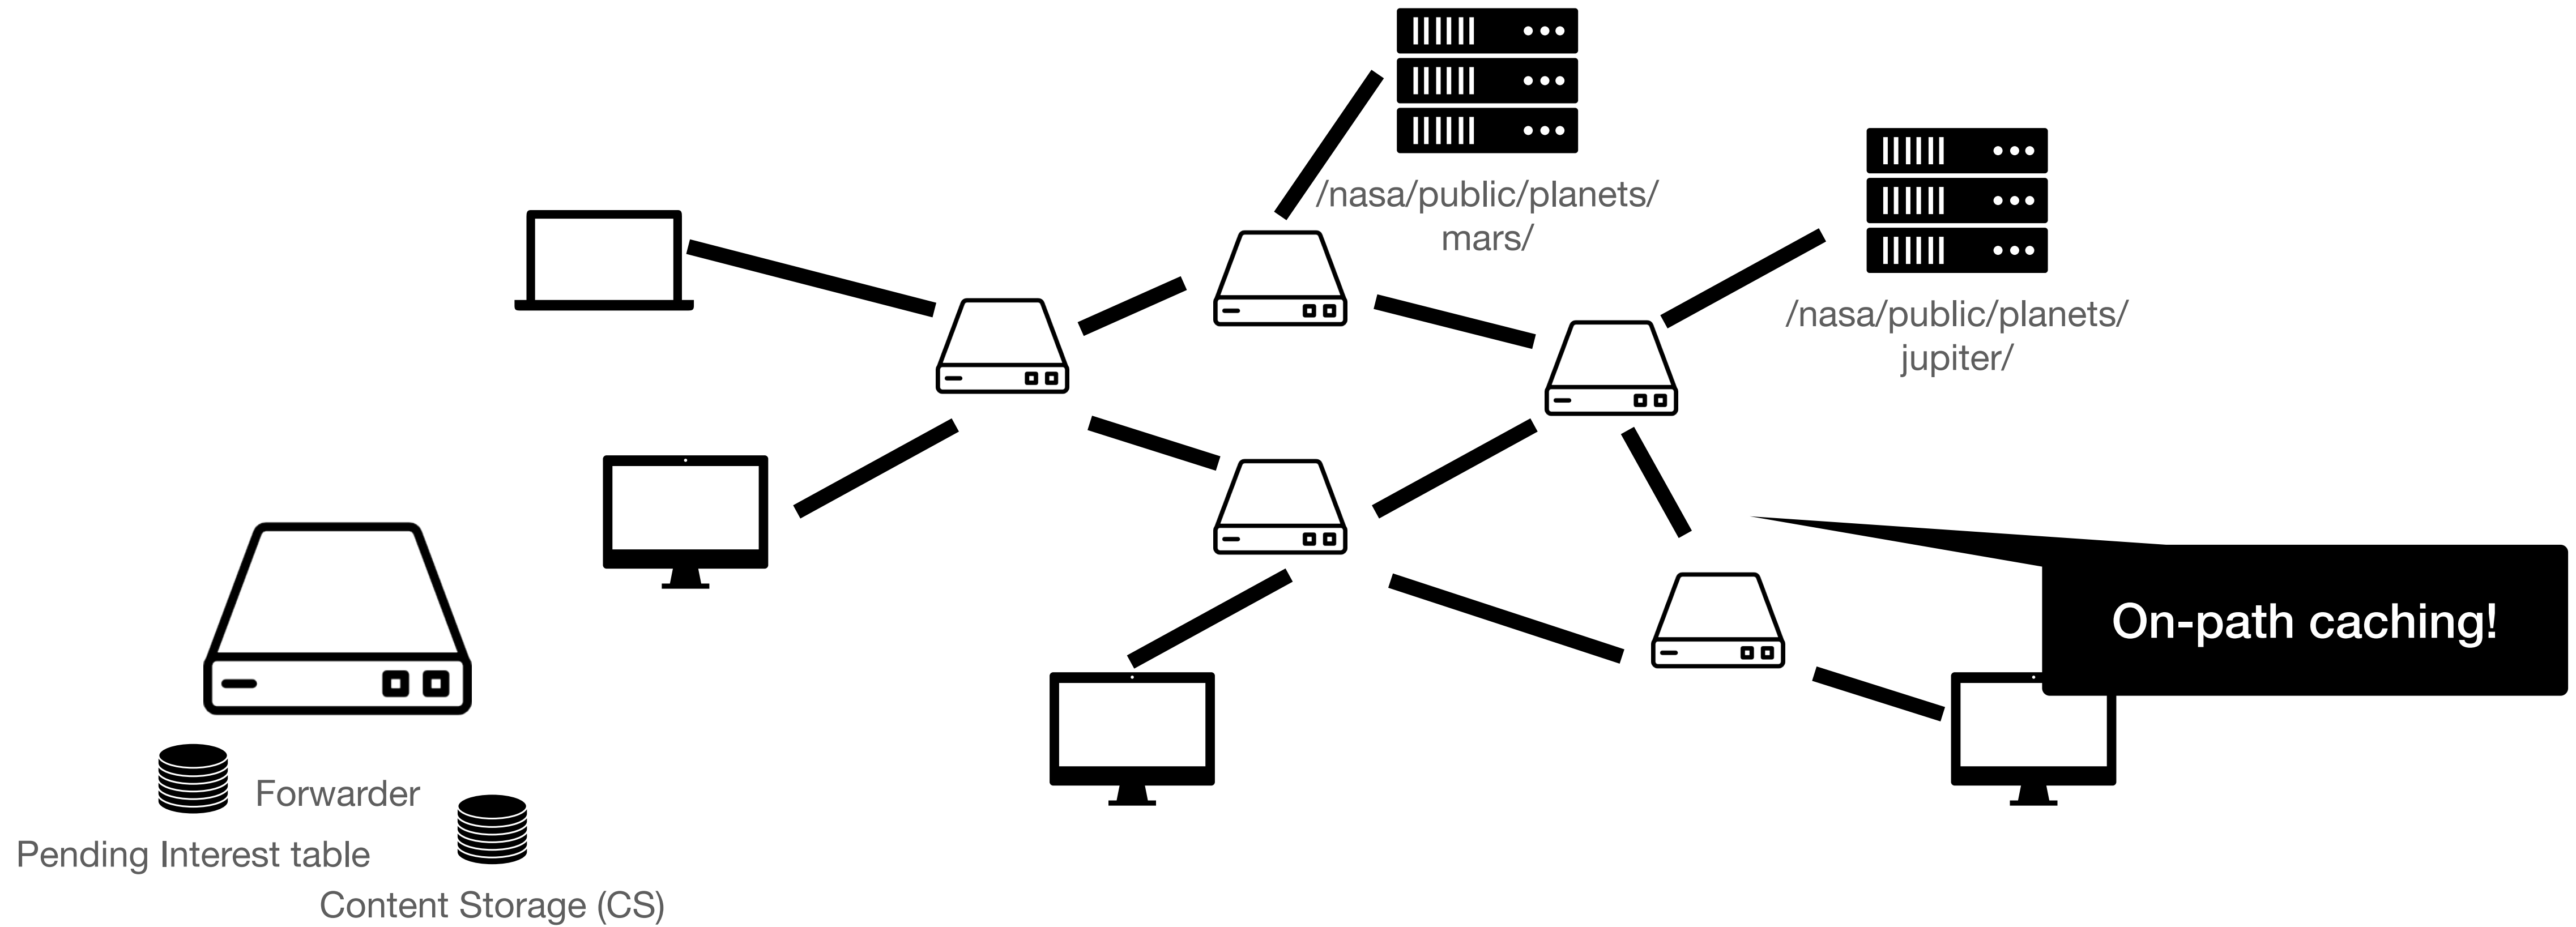 /nasa/public/planets/
mars/
/nasa/public/planets/
jupiter/
On-path caching!
Forwarder
Pending Interest table
Content Storage (CS)